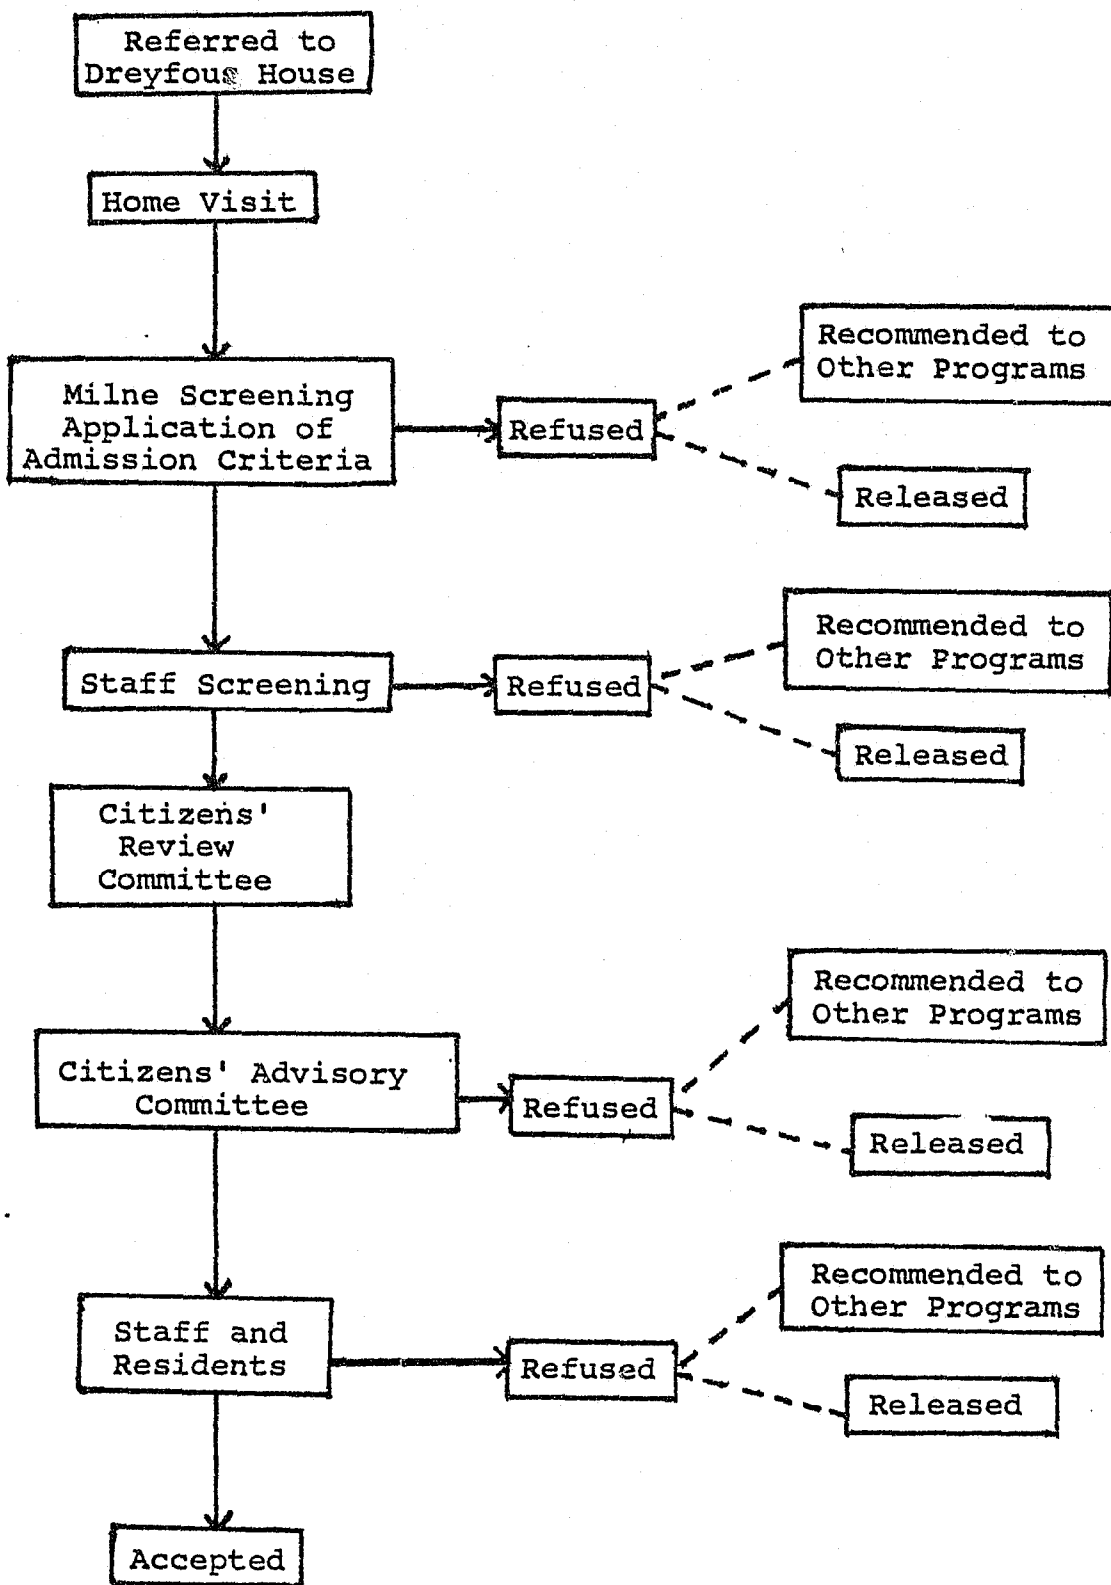 Referred to
Dreyfous House
Home Visit
Milne Screening
Application of
Admission Criteria
Refused
Recommended to
Other Programs
Released
Staff Screening
Refused
Recommended to
Other Programs
Released
Citizens'
Review
Committee
Citizens' Advisory
Committee
Refused
Recommended to
Other Programs
Released
Staff and
Residents
Refused
Recommended to
Other Programs
Released
Accepted